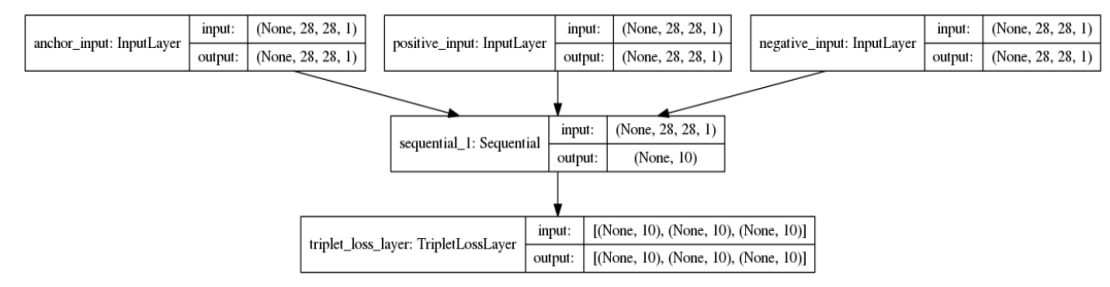 anchor_input: InputLayer
input: (None, 28, 28, 1)
output: (None, 28, 28, 1)
positive_input: InputLayer
input: (None, 28, 28, 1)
output: (None, 28, 28, 1)
negative_input: InputLayer
input: (None, 28, 28, 1)
output: (None, 28, 28, 1)
sequential_1: Sequential
input: (None, 28, 28, 1)
output: (None, 10)
triplet_loss_layer: TripletLossLayer
input: [(None, 10), (None, 10), (None, 10)]
output: [(None, 10), (None, 10), (None, 10)]